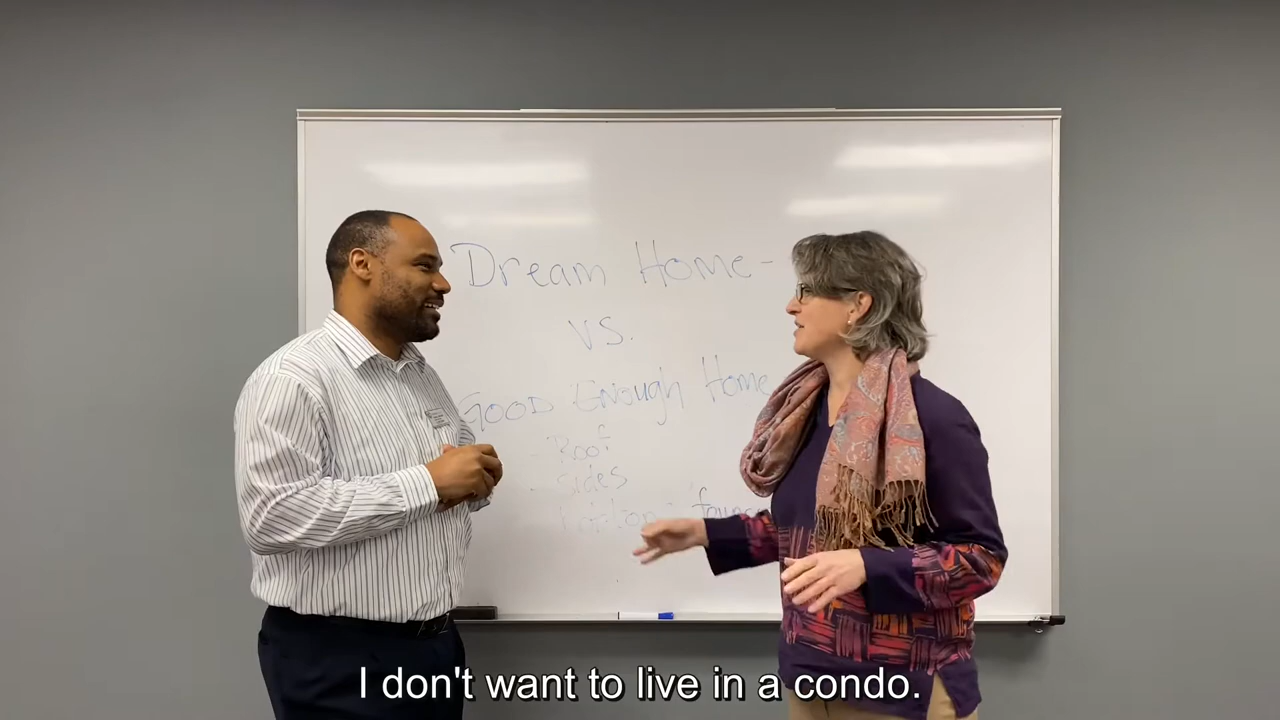 Dream Home -
VS.
GOOD Enough Home
- Roof
- Sides
I don't want to live in a condo.